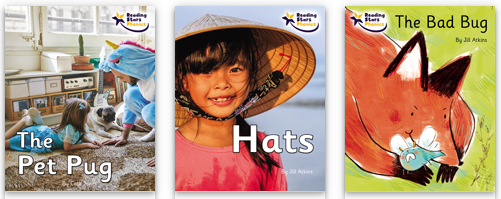 Reading
Stars
Phonics
The
Pet Pug
Reading
Stars
Phonics
Hats
By Jill Atkins
Reading
Stars
Phonics
The Bad Bug
By Jill Atkins